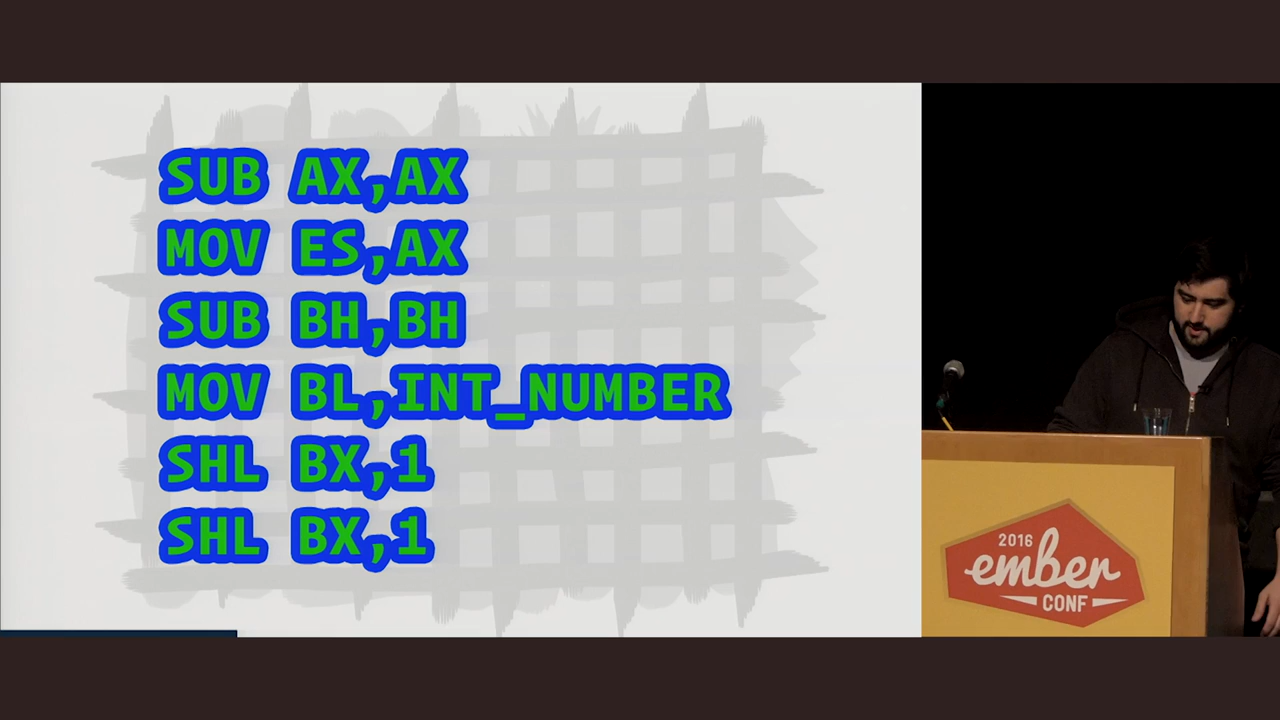 SUB AX,AX
MOV ES,AX
SUB BH,BH
MOV BL,INT_NUMBER
SHL BX,1
SHL BX,1
2016
ember
CONF